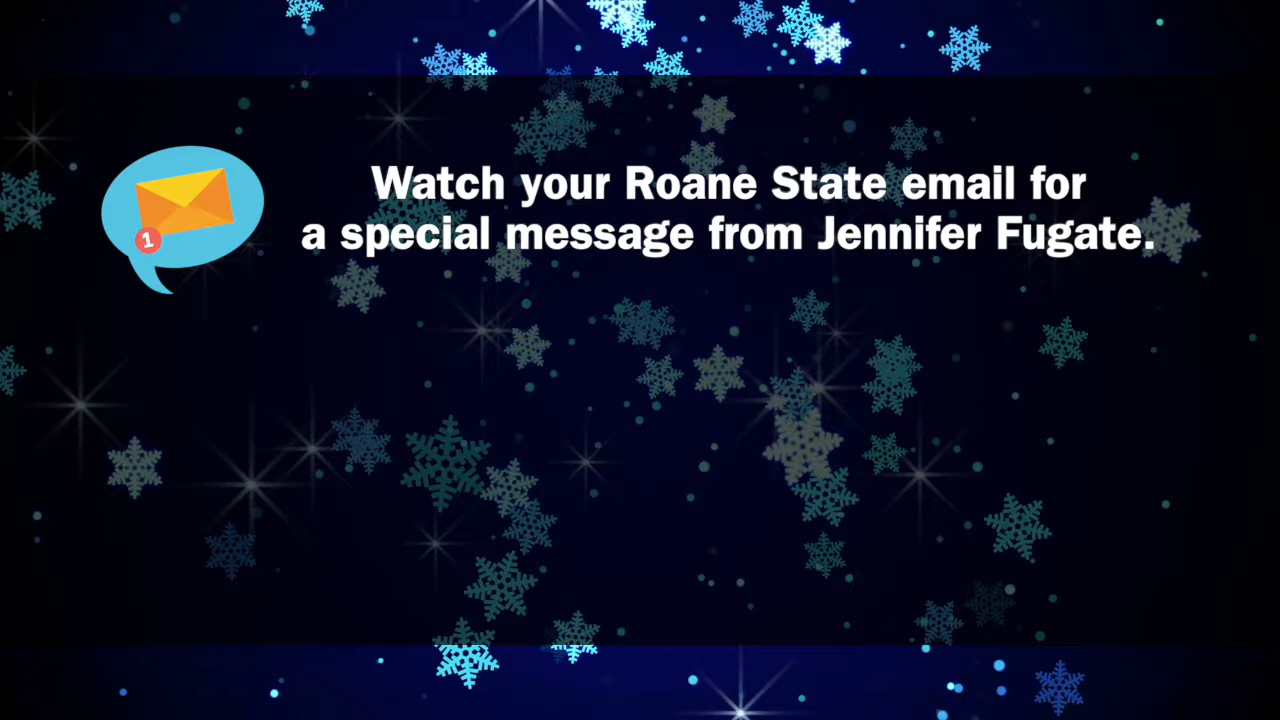 Watch your Roane State email for
a special message from Jennifer Fugate.
1